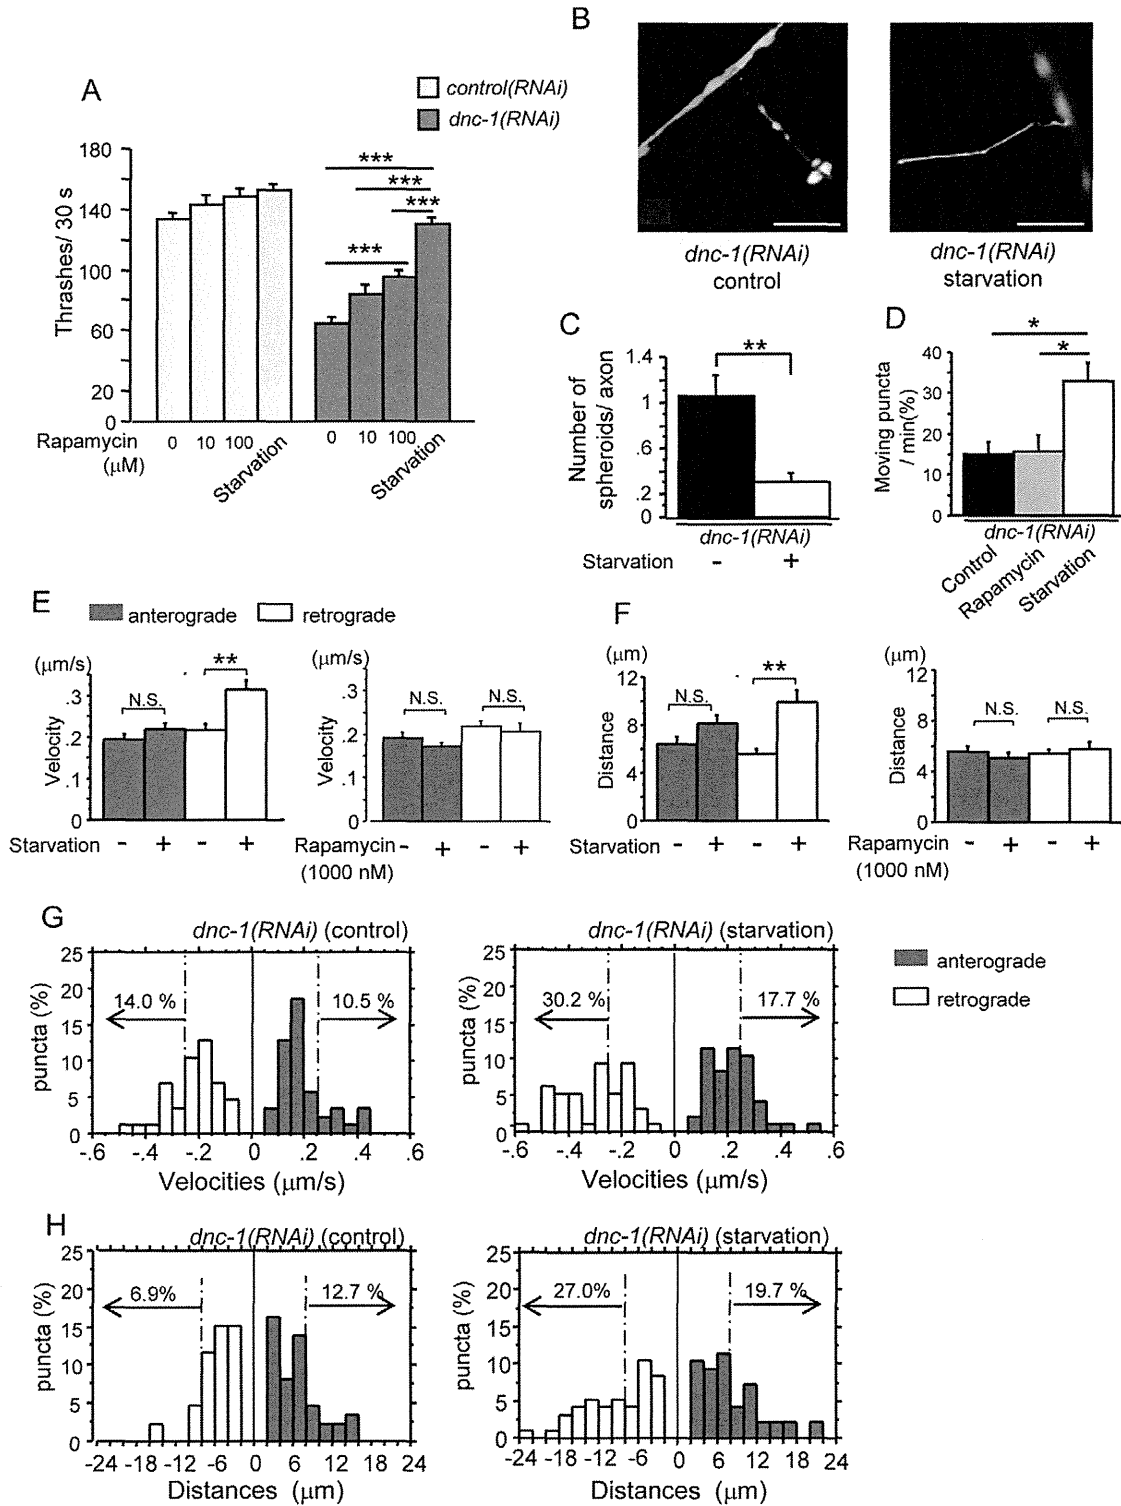 A
control(RNAi)
dnc-1(RNAi)
Thrashes/ 30 s
180
140
100
60
20
0
***
***
***
***
Rapamycin
(μM)
0
10
100
Starvation
0
10
100
Starvation
B
dnc-1(RNAi)
control
dnc-1(RNAi)
starvation
C
Number of
spheroids/ axon
1.4
1
.6
.2
0
**
dnc-1(RNAi)
Starvation - +
D
Moving puncta
/ min(%)
40
30
20
10
0
*
*
dnc-1(RNAi)
Control
Rapamycin
Starvation
E
anterograde
retrograde
(μm/s)
Velocity
.3
.2
.1
0
N.S.
**
Starvation - + - +
(μm/s)
Velocity
.3
.2
.1
0
N.S.
N.S.
Rapamycin - + - +
(1000 nM)
F
(μm)
Distance
12
8
4
0
N.S.
**
Starvation - + - +
(μm)
Distance
12
8
4
0
N.S.
N.S.
Rapamycin - + - +
(1000 nM)
G
dnc-1(RNAi) (control)
puncta (%)
25
20
15
10
5
0
14.0 %
10.5 %
-.6 -.4 -.2 0 .2 .4 .6
Velocities (μm/s)
dnc-1(RNAi) (starvation)
puncta (%)
25
20
15
10
5
0
30.2 %
17.7 %
-.6 -.4 -.2 0 .2 .4 .6
Velocities (μm/s)
anterograde
retrograde
H
dnc-1(RNAi) (control)
puncta (%)
25
20
15
10
5
0
6.9%
12.7 %
-24 -18 -12 -6 0 6 12 18 24
Distances (μm)
dnc-1(RNAi) (starvation)
puncta (%)
25
20
15
10
5
0
27.0%
19.7 %
-24 -18 -12 -6 0 6 12 18 24
Distances (μm)